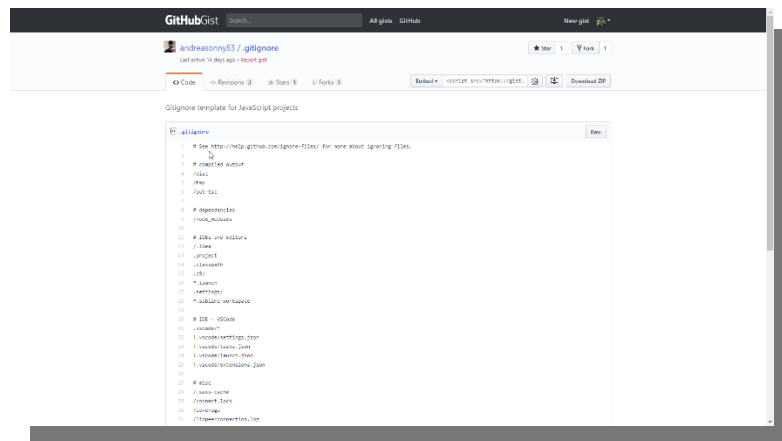 GitHubGist Search... All gists GitHub New gist
andreasonny83 / .gitignore Star 1 Fork 1
Last active 14 days ago • Report gist
Code Revisions 3 Stars 1 Forks 1 Embed <script src="https://gist. Download ZIP
Gitignore template for JavaScript projects
.gitignore Raw
1 # See http://help.github.com/ignore-files/ for more about ignoring files.
2
3 # compiled output
4 /dist
5 /tmp
6 /out-tsc
7
8 # dependencies
9 /node_modules
10
11 # IDEs and editors
12 /.idea
13 .project
14 .classpath
15 .c9/
16 *.launch
17 .settings/
18 *.sublime-workspace
19
20 # IDE - VSCode
21 .vscode/*
22 !.vscode/settings.json
23 !.vscode/tasks.json
24 !.vscode/launch.json
25 !.vscode/extensions.json
26
27 # misc
28 /.sass-cache
29 /connect.lock
30 /coverage
31 /libpeerconnection.log